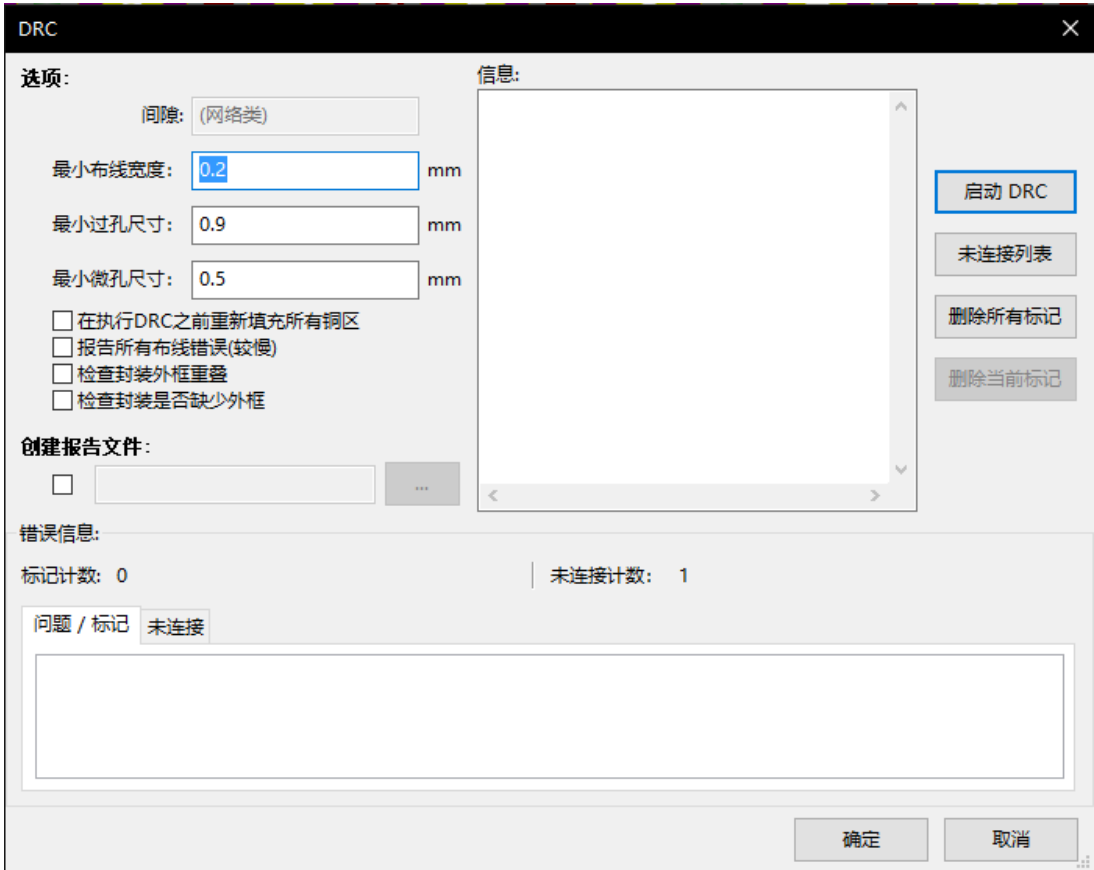 DRC
选项:
间隙: (网络类)
最小布线宽度: 0.2 mm
最小过孔尺寸: 0.9 mm
最小微孔尺寸: 0.5 mm
在执行DRC之前重新填充所有铜区
报告所有布线错误(较慢)
检查封装外框重叠
检查封装是否缺少外框
创建报告文件:
...
信息:
启动 DRC
未连接列表
删除所有标记
删除当前标记
错误信息:
标记计数: 0 未连接计数: 1
问题 / 标记 未连接
确定 取消